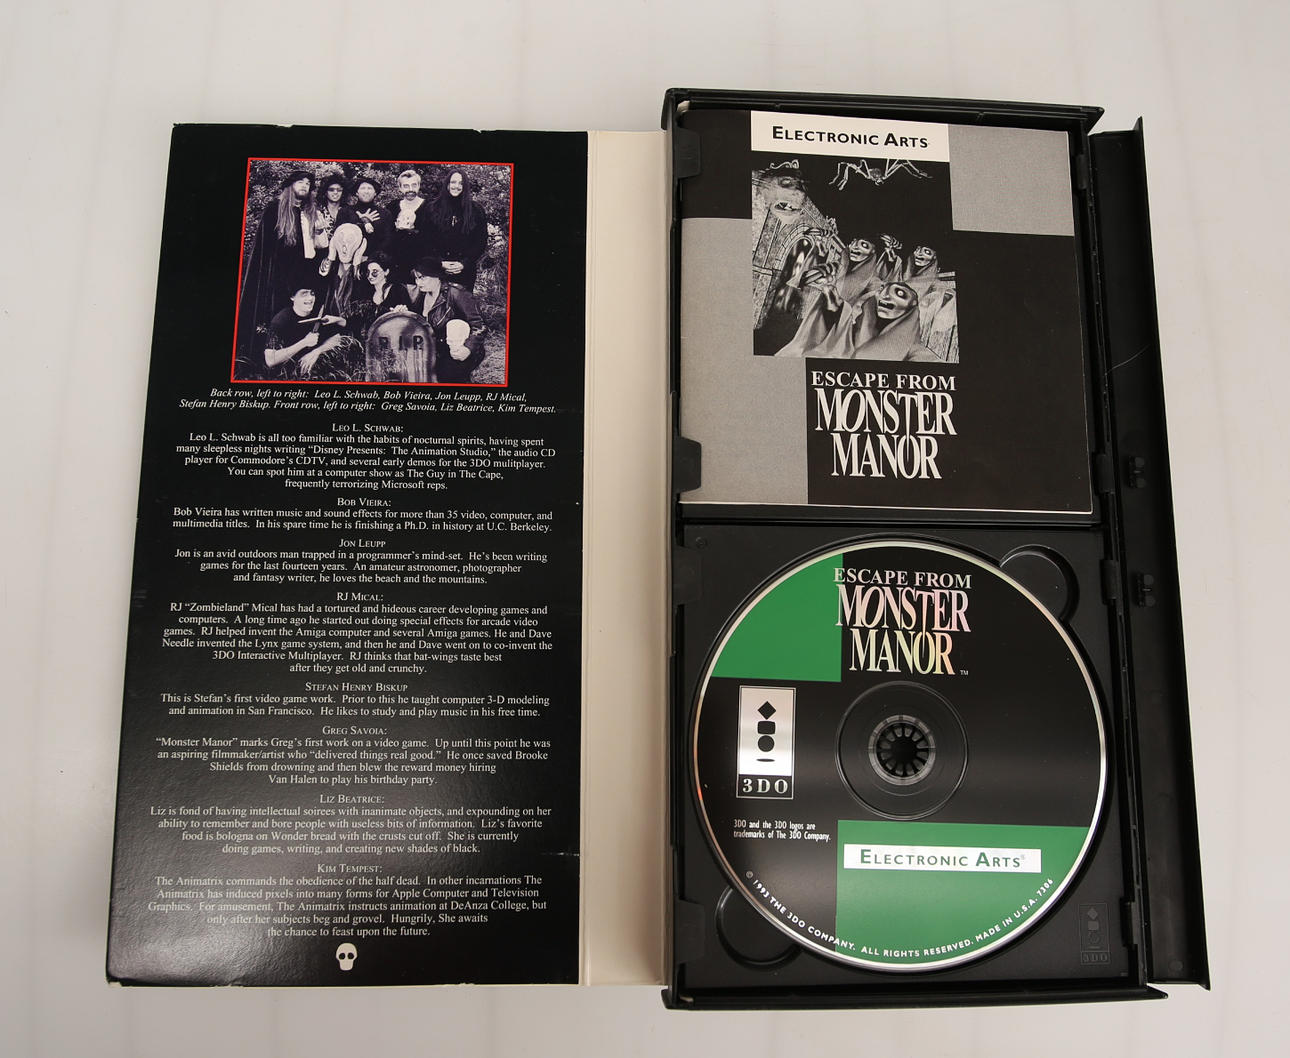 RIP
Back row, left to right: Leo L. Schwab, Bob Vieira, Jon Leupp, RJ Mical,
Stefan Henry Biskup. Front row, left to right: Greg Savoia, Liz Beatrice, Kim Tempest.
LEO L. SCHWAB:
Leo L. Schwab is all too familiar with the habits of nocturnal spirits, having spent
many sleepless nights writing "Disney Presents: The Animation Studio," the audio CD
player for Commodore's CDTV, and several early demos for the 3DO mulitplayer.
You can spot him at a computer show as The Guy in The Cape,
frequently terrorizing Microsoft reps.
BOB VIEIRA:
Bob Vieira has written music and sound effects for more than 35 video, computer, and
multimedia titles. In his spare time he is finishing a Ph.D. in history at U.C. Berkeley.
JON LEUPP
Jon is an avid outdoors man trapped in a programmer's mind-set. He's been writing
games for the last fourteen years. An amateur astronomer, photographer
and fantasy writer, he loves the beach and the mountains.
RJ MICAL:
RJ "Zombieland" Mical has had a tortured and hideous career developing games and
computers. A long time ago he started out doing special effects for arcade video
games. RJ helped invent the Amiga computer and several Amiga games. He and Dave
Needle invented the Lynx game system, and then he and Dave went on to co-invent the
3DO Interactive Multiplayer. RJ thinks that bat-wings taste best
after they get old and crunchy.
STEFAN HENRY BISKUP
This is Stefan's first video game work. Prior to this he taught computer 3-D modeling
and animation in San Francisco. He likes to study and play music in his free time.
GREG SAVOIA:
"Monster Manor" marks Greg's first work on a video game. Up until this point he was
an aspiring filmmaker/artist who "delivered things real good." He once saved Brooke
Shields from drowning and then blew the reward money hiring
Van Halen to play his birthday party.
LIZ BEATRICE:
Liz is fond of having intellectual soirees with inanimate objects, and expounding on her
ability to remember and bore people with useless bits of information. Liz's favorite
food is bologna on Wonder bread with the crusts cut off. She is currently
doing games, writing, and creating new shades of black.
KIM TEMPEST:
The Animatrix commands the obedience of the half dead. In other incarnations The
Animatrix has induced pixels into many forms for Apple Computer and Television
Graphics. For amusement, The Animatrix instructs animation at DeAnza College, but
only after her subjects beg and grovel. Hungrily, She awaits
the chance to feast upon the future.
ELECTRONIC ARTS
ESCAPE FROM
MONSTER
MANOR
ESCAPE FROM
MONSTER
MANOR™
3DO
3DO and the 3DO logos are
trademarks of The 3DO Company.
ELECTRONIC ARTS®
© 1993 THE 3DO COMPANY. ALL RIGHTS RESERVED. MADE IN U.S.A. 7306
3DO